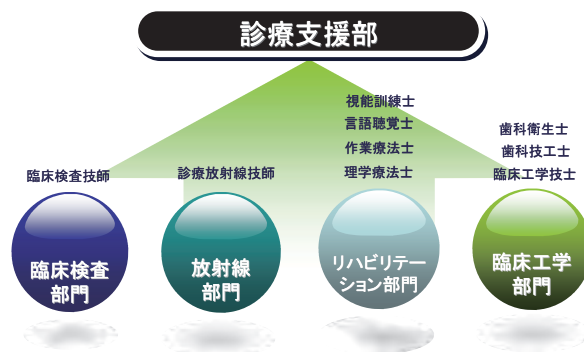 診療支援部
臨床検査技師
診療放射線技師
視能訓練士
言語聴覚士
作業療法士
理学療法士
歯科衛生士
歯科技工士
臨床工学技士
臨床検査
部門
放射線
部門
リハビリテー
ション部門
臨床工学
部門